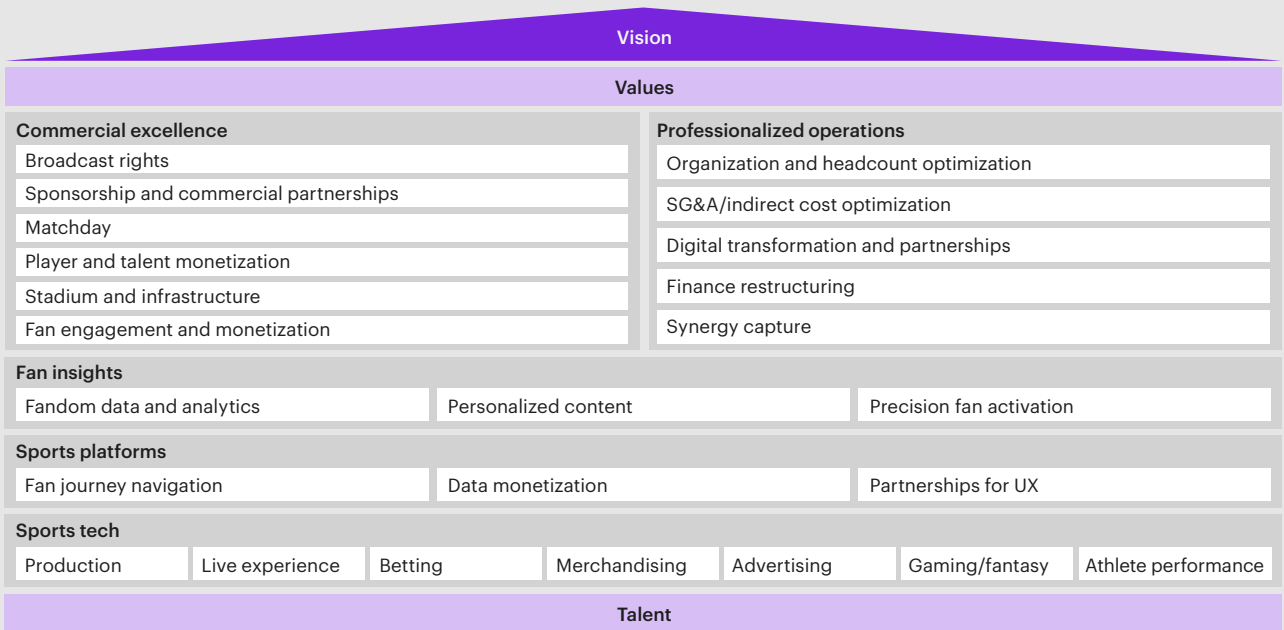 Vision
Values
Commercial excellence
Broadcast rights
Sponsorship and commercial partnerships
Matchday
Player and talent monetization
Stadium and infrastructure
Fan engagement and monetization
Professionalized operations
Organization and headcount optimization
SG&A/indirect cost optimization
Digital transformation and partnerships
Finance restructuring
Synergy capture
Fan insights
Fandom data and analytics
Personalized content
Precision fan activation
Sports platforms
Fan journey navigation
Data monetization
Partnerships for UX
Sports tech
Production
Live experience
Betting
Merchandising
Advertising
Gaming/fantasy
Athlete performance
Talent